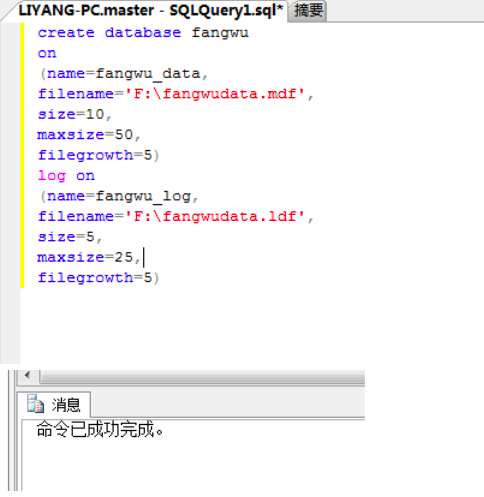 LIYANG-PC.master - SQLQuery1.sql* 摘要
create database fangwu
on
(name=fangwu_data,
filename='F:\fangwudata.mdf',
size=10,
maxsize=50,
filegrowth=5)
log on
(name=fangwu_log,
filename='F:\fangwudata.ldf',
size=5,
maxsize=25,
filegrowth=5)
消息
命令已成功完成。